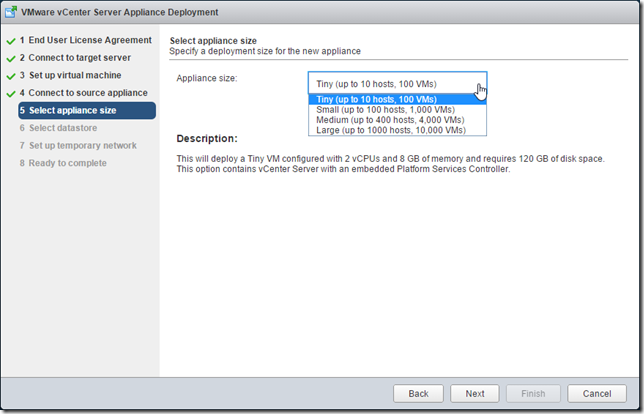 VMware vCenter Server Appliance Deployment
1 End User License Agreement
2 Connect to target server
3 Set up virtual machine
4 Connect to source appliance
5 Select appliance size
6 Select datastore
7 Set up temporary network
8 Ready to complete
Select appliance size
Specify a deployment size for the new appliance
Appliance size:
Tiny (up to 10 hosts, 100 VMs)
Tiny (up to 10 hosts, 100 VMs)
Small (up to 100 hosts, 1,000 VMs)
Medium (up to 400 hosts, 4,000 VMs)
Large (up to 1000 hosts, 10,000 VMs)
Description:
This will deploy a Tiny VM configured with 2 vCPUs and 8 GB of memory and requires 120 GB of disk space.
This option contains vCenter Server with an embedded Platform Services Controller.
Back
Next
Finish
Cancel